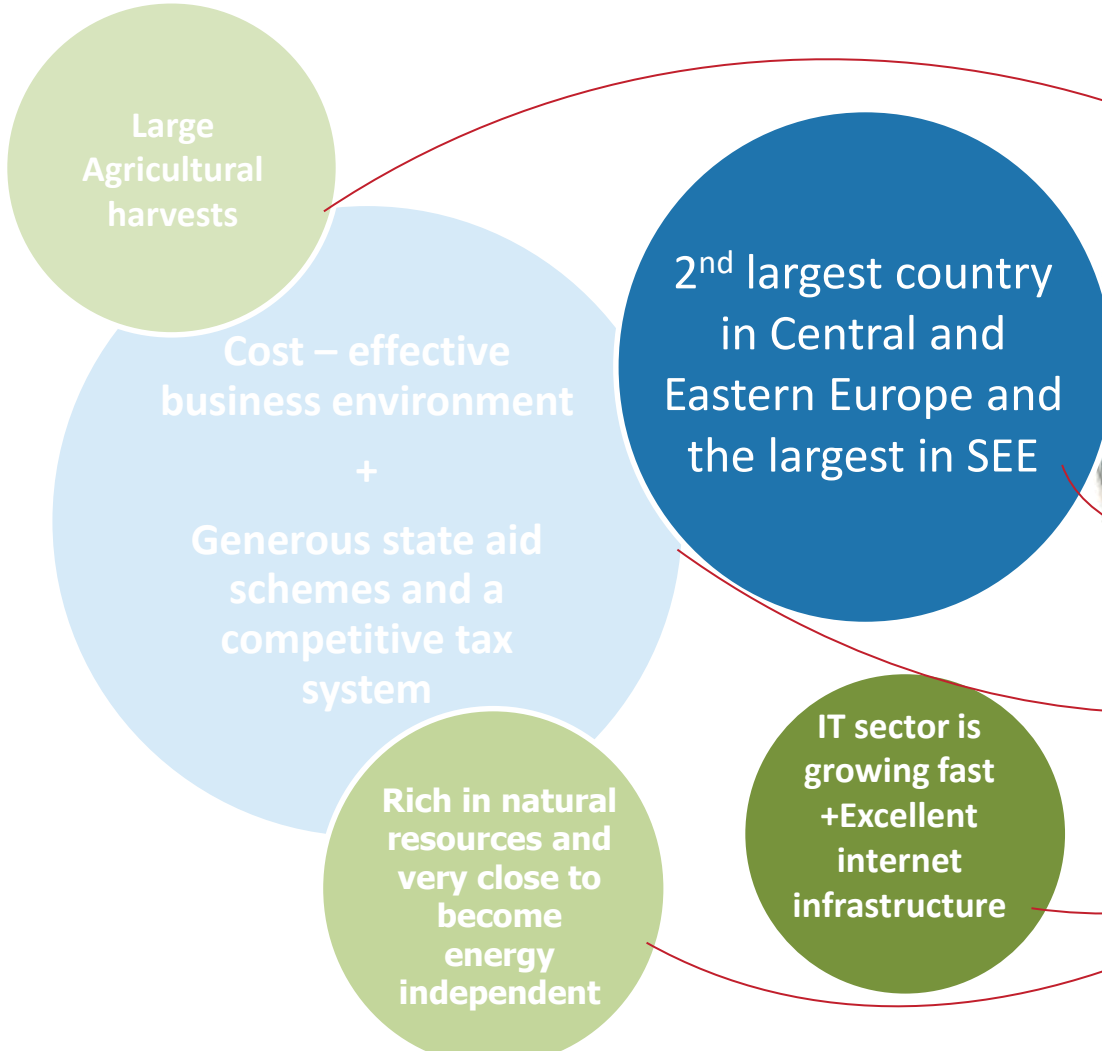 Large
Agricultural
harvests
2nd largest country
in Central and
Eastern Europe and
the largest in SEE
Cost – effective
business environment
+
Generous state aid
schemes and a
competitive tax
system
IT sector is
growing fast
+Excellent
internet
infrastructure
Rich in natural
resources and
very close to
become
energy
independent